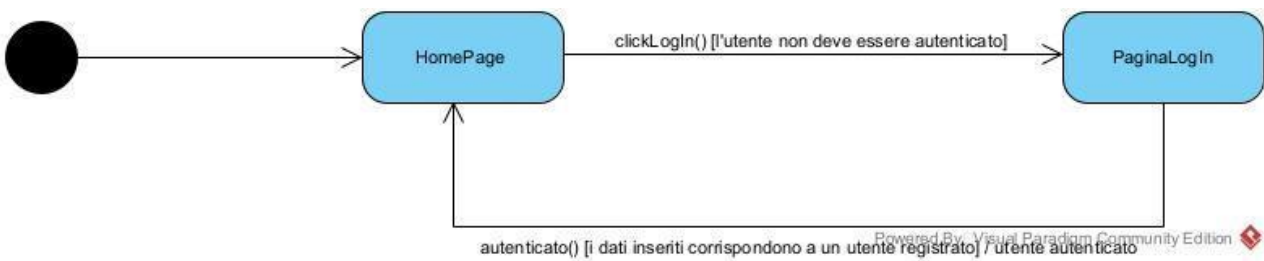 clickLogIn() [l'utente non deve essere autenticato]
HomePage
PaginaLogIn
Powered By Visual Paradigm Community Edition
autenticato() [i dati inseriti corrispondono a un utente registrato] / utente autenticato